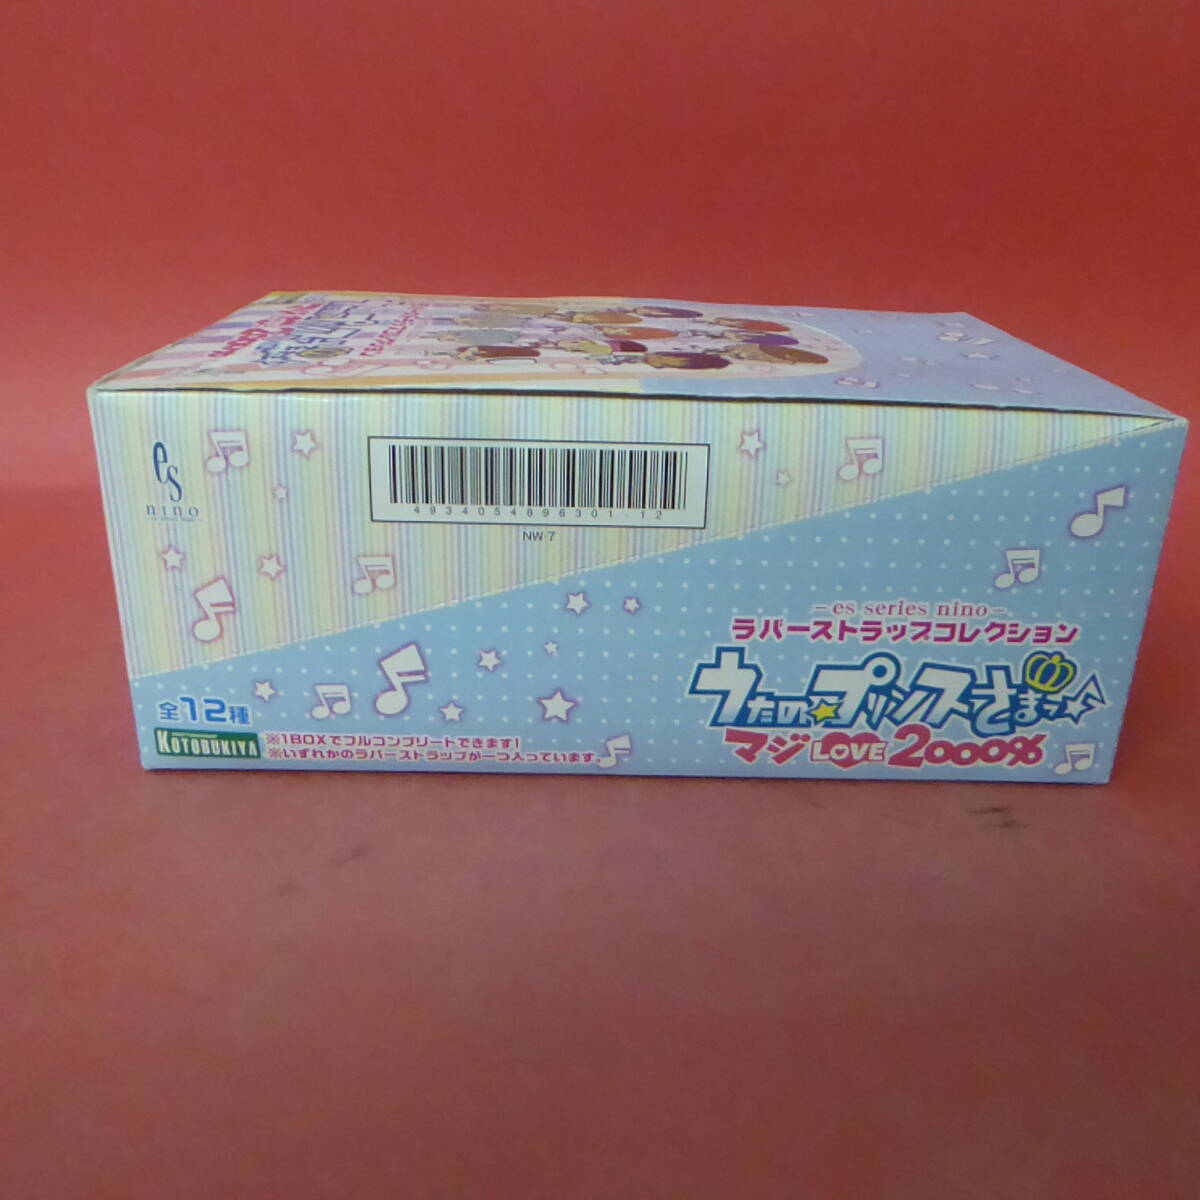 es
nino
4934054896301-12
NW-7
-es series nino-
ラバーストラップコレクション
うたの☆プリンスさまっ♪
マジLOVE2000%
全12種
KOTOBUKIYA
※1BOXでフルコンプリートできます!
※いずれかのラバーストラップが一つ入っています。